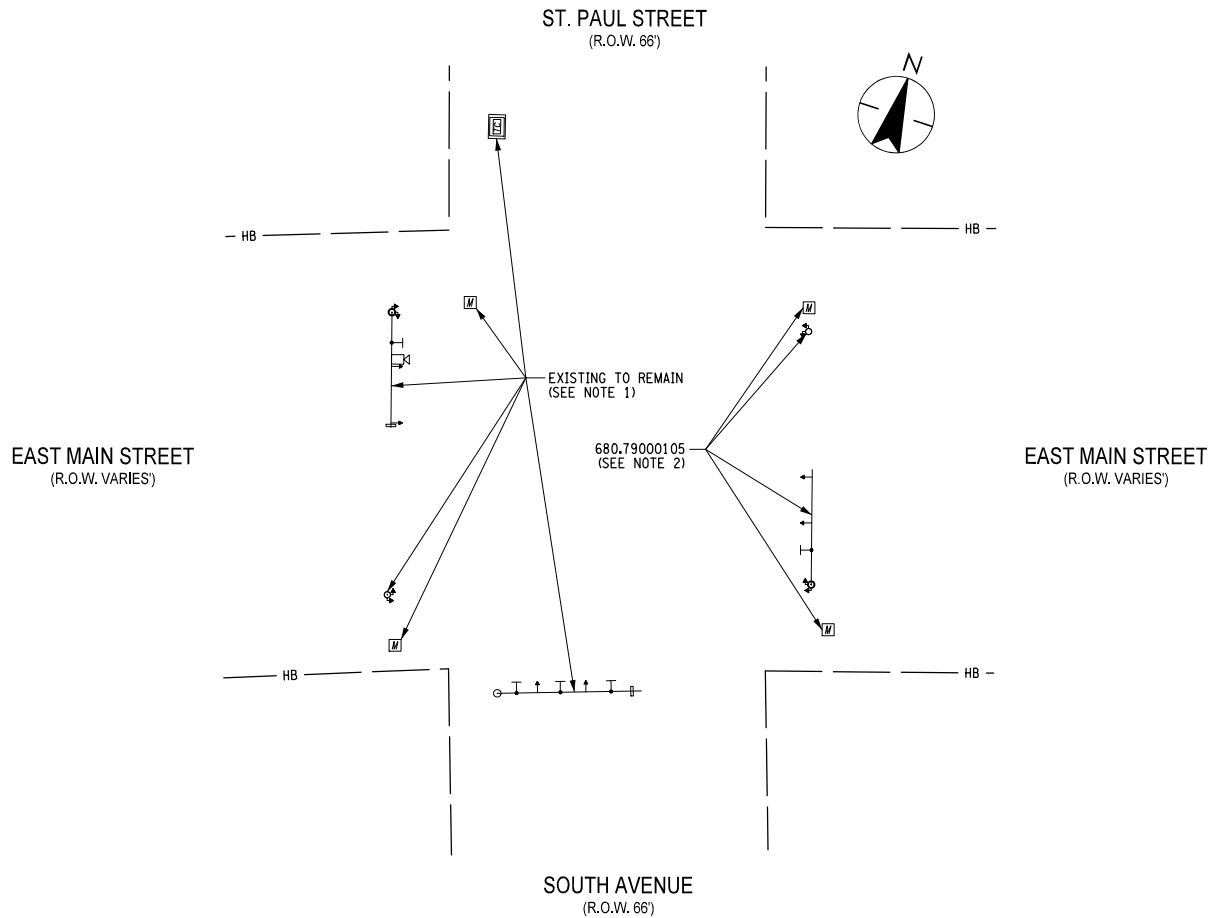 ST. PAUL STREET
(R.O.W. 66')
N
HB
HB
M
M
EXISTING TO REMAIN
(SEE NOTE 1)
680.79000105
(SEE NOTE 2)
EAST MAIN STREET
(R.O.W. VARIES')
EAST MAIN STREET
(R.O.W. VARIES')
M
M
HB
HB
SOUTH AVENUE
(R.O.W. 66')